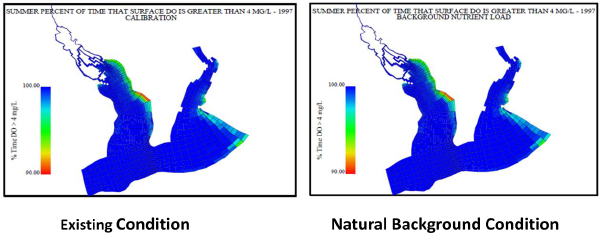 SUMMER PERCENT OF TIME THAT SURFACE DO IS GREATER THAN 4 MG/L - 1997
CALIBRATION
100.00
% Time DO > 4 mg/L
90.00
Existing Condition
SUMMER PERCENT OF TIME THAT SURFACE DO IS GREATER THAN 4 MG/L - 1997
BACKGROUND NUTRIENT LOAD
100.00
% Time DO > 4 mg/L
90.00
Natural Background Condition